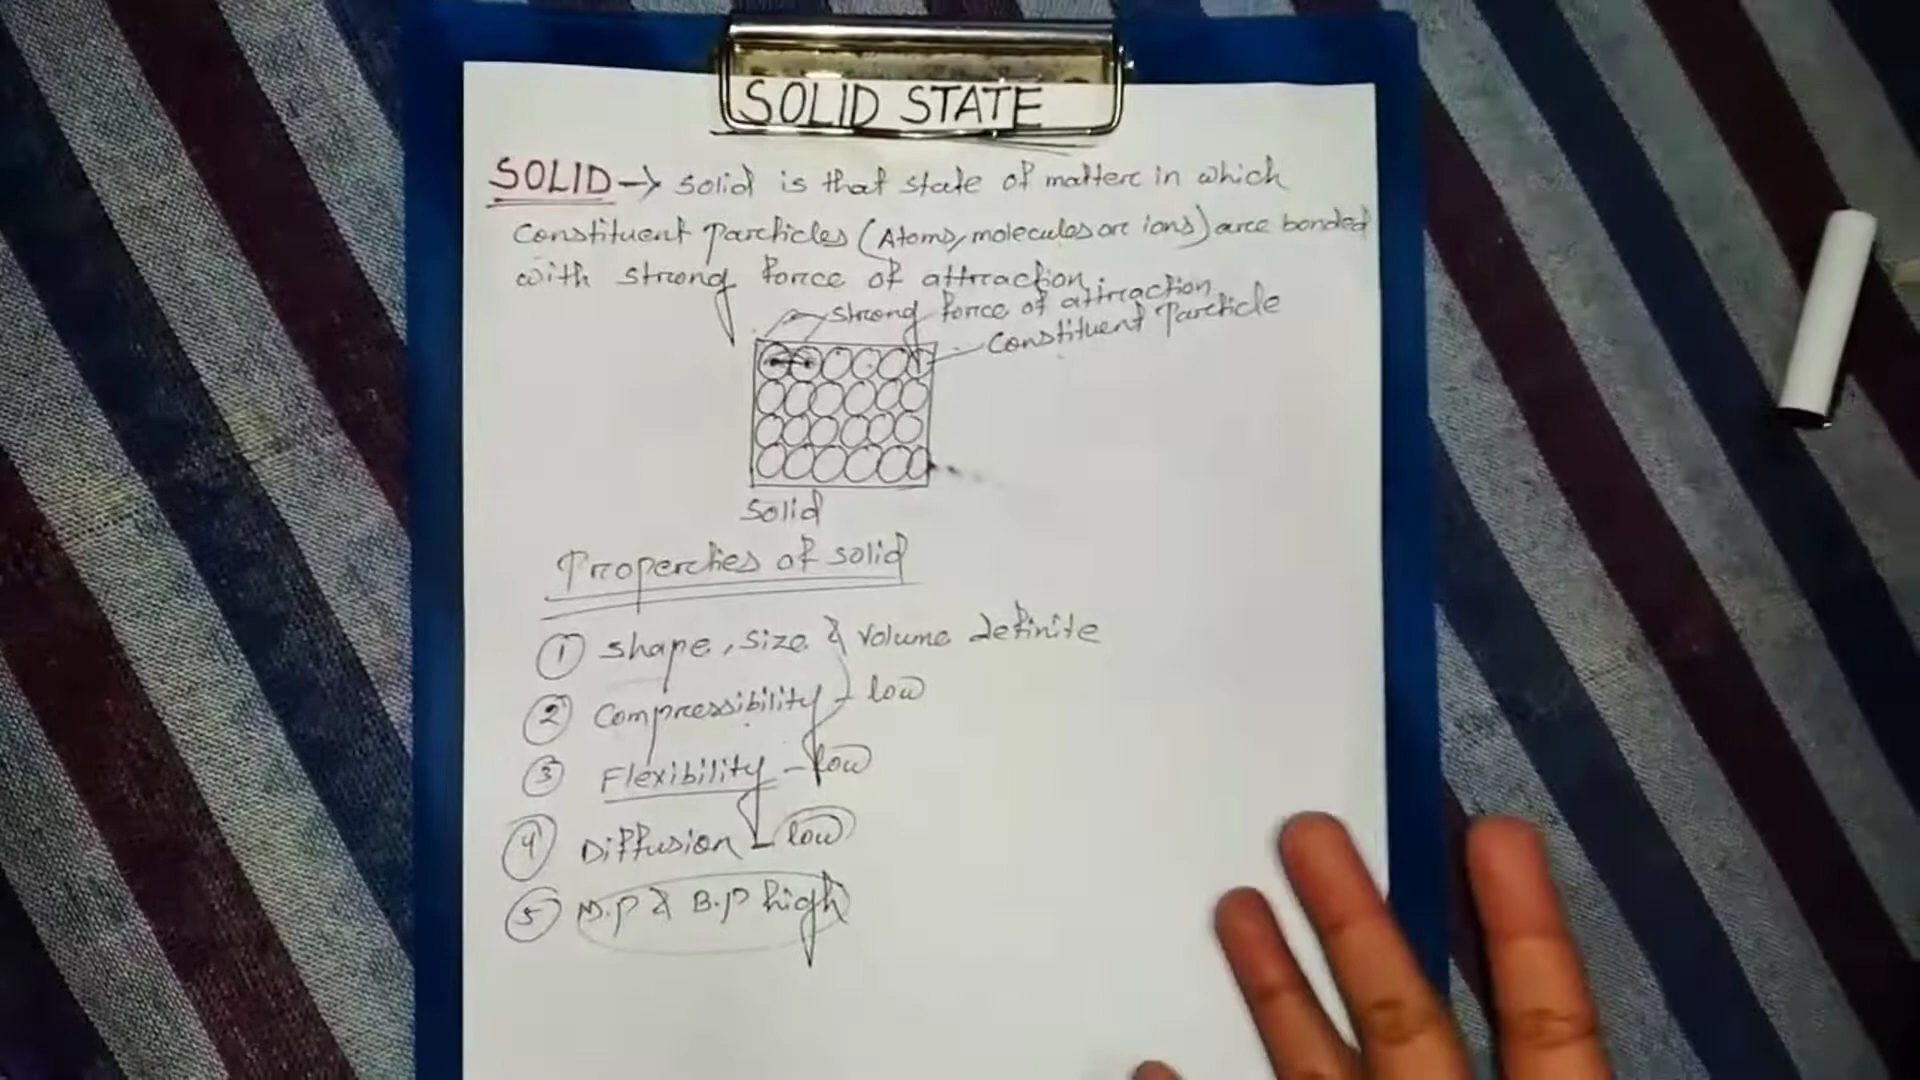 SOLID STATE
SOLID → solid is that state of matter in which
constituent particles (Atoms, molecules or ions) are bonded
with strong force of attraction.
strong force of attraction
Constituent Particle
Solid
Properties of solid
① shape, size & volume definite
② Compressibility - low
③ Flexibility - low
④ Diffusion - low
⑤ M.P & B.P high